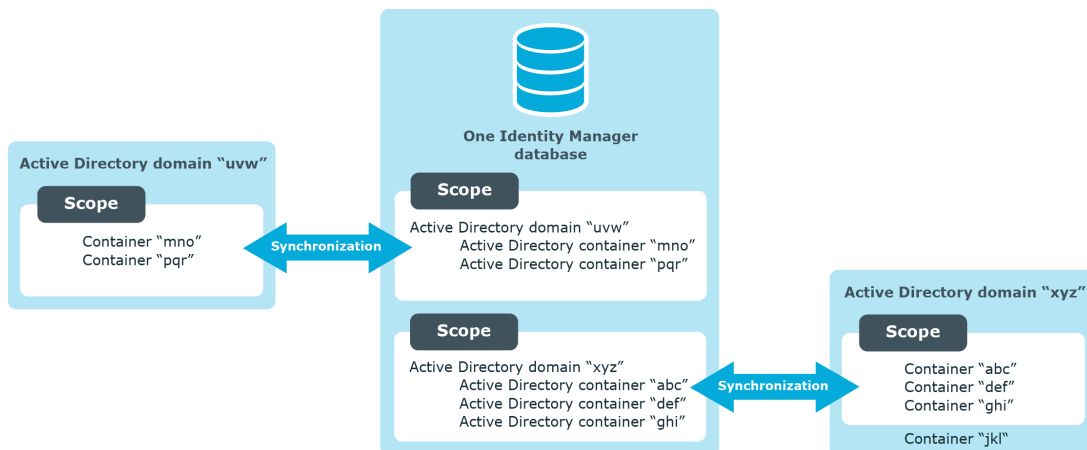 One Identity Manager
database
Active Directory domain “uvw”
Scope
Container “mno”
Container “pqr”
Synchronization
Scope
Active Directory domain “uvw”
Active Directory container “mno”
Active Directory container “pqr”
Scope
Active Directory domain “xyz”
Active Directory container “abc”
Active Directory container “def”
Active Directory container “ghi”
Synchronization
Active Directory domain “xyz”
Scope
Container “abc”
Container “def”
Container “ghi”
Container “jkl“